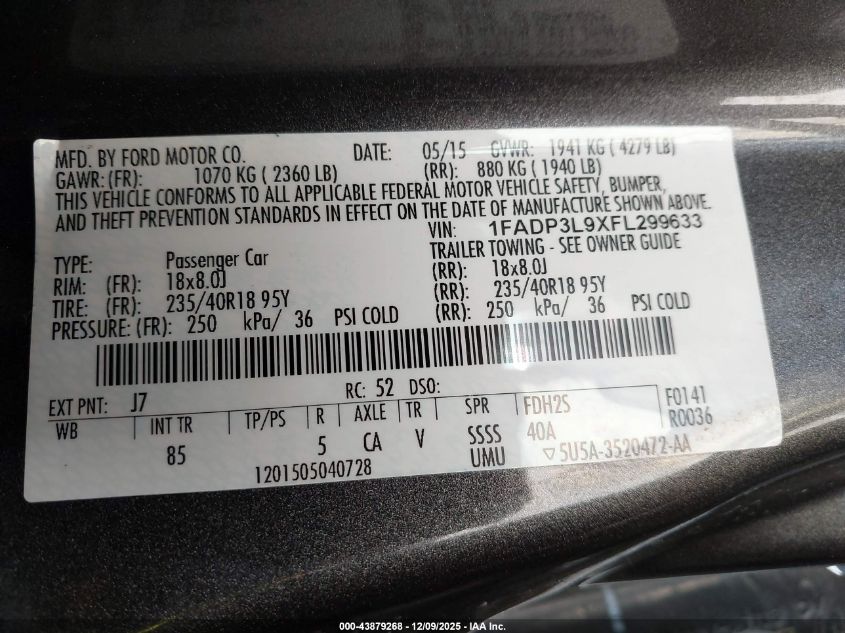 MFD. BY FORD MOTOR CO. DATE: 05/15 GVWR: 1941 KG ( 4279 LB)
GAWR: (FR): 1070 KG ( 2360 LB) (RR): 880 KG ( 1940 LB)
THIS VEHICLE CONFORMS TO ALL APPLICABLE FEDERAL MOTOR VEHICLE SAFETY, BUMPER,
AND THEFT PREVENTION STANDARDS IN EFFECT ON THE DATE OF MANUFACTURE SHOWN ABOVE.
VIN: 1FADP3L9XFL299633
TYPE: Passenger Car TRAILER TOWING - SEE OWNER GUIDE
RIM: (FR): 18x8.0J (RR): 18x8.0J
TIRE: (FR): 235/40R18 95Y (RR): 235/40R18 95Y
PRESSURE: (FR): 250 kPa/ 36 PSI COLD (RR): 250 kPa/ 36 PSI COLD
EXT PNT: J7 RC: 52 DSO:
WB INT TR TP/PS R AXLE TR SPR FDH2S F0141
85 5 CA V SSSS 40A R0036
1201505040728 UMU ▽5U5A-3520472-AA
000-43879268 - 12/09/2025 - IAA Inc.